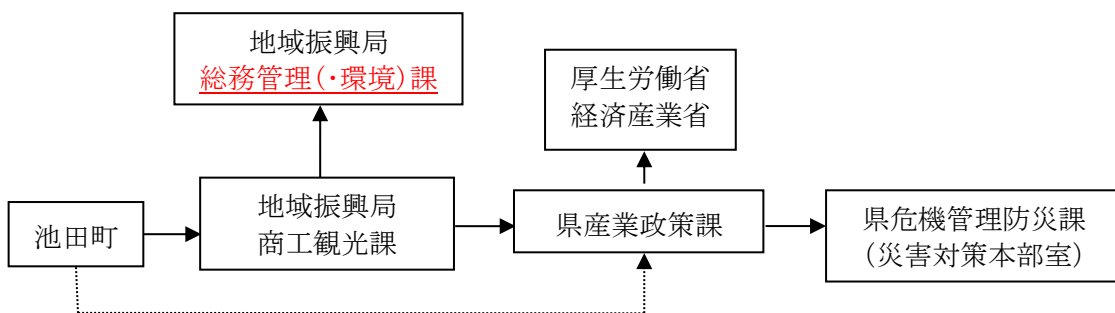 地域振興局
総務管理(・環境)課
厚生労働省
経済産業省
池田町
地域振興局
商工観光課
県産業政策課
県危機管理防災課
（災害対策本部室）